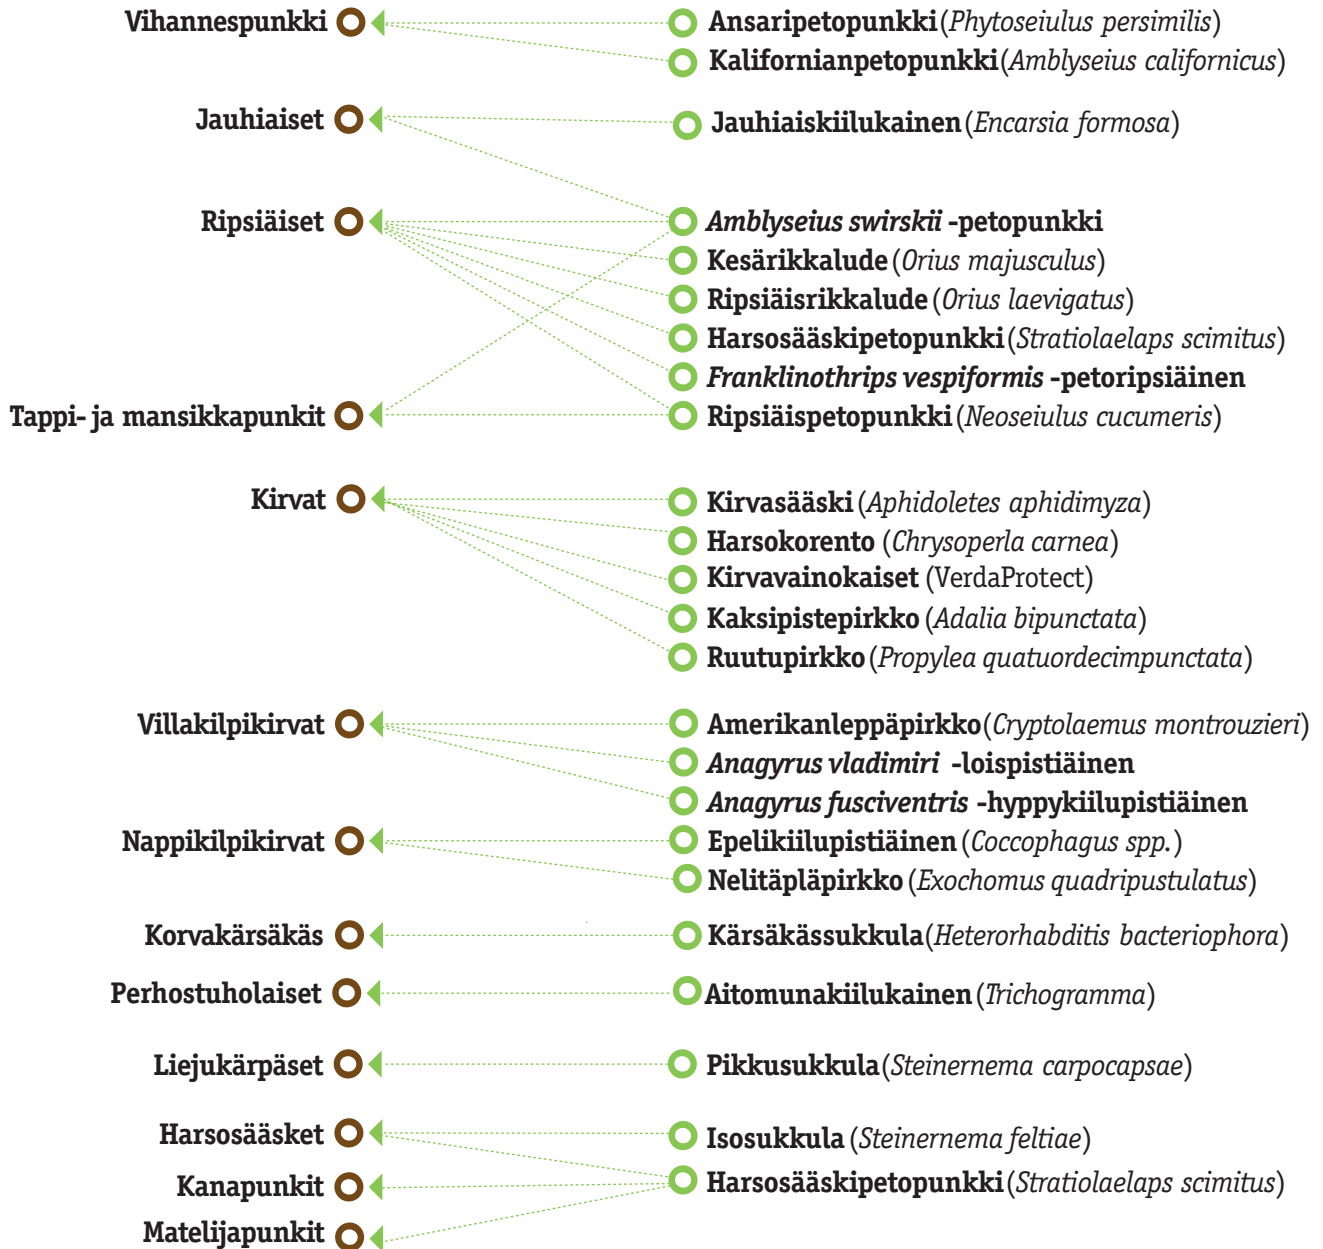 Vihannespunkki Ansaripetopunkki (Phytoseiulus persimilis)
Kalifornianpetopunkki (Amblyseius californicus)
Jauhiaiset Jauhiaiskiilukainen (Encarsia formosa)
Ripsiäiset Amblyseius swirskii -petopunkki
Kesärikkalude (Orius majusculus)
Ripsiäisrikkalude (Orius laevigatus)
Harsosääskipetopunkki (Stratiolaelaps scimitus)
Franklinothrips vespiformis -petoripsiäinen
Tappi- ja mansikkapunkit Ripsiäispetopunkki (Neoseiulus cucumeris)
Kirvat Kirvasääski (Aphidoletes aphidimyza)
Harsokorento (Chrysoperla carnea)
Kirvavainokaiset (VerdaProtect)
Kaksipistepirkko (Adalia bipunctata)
Ruutupirkko (Propylea quatuordecimpunctata)
Villakilpikirvat Amerikanleppäpirkko (Cryptolaemus montrouzieri)
Anagyrus vladimiri -loispistiäinen
Anagyrus fusciventris -hyppykiilupistiäinen
Nappikilpikirvat Epelikiilupistiäinen (Coccophagus spp.)
Nelitäpläpirkko (Exochomus quadripustulatus)
Korvakärsäkäs Kärsäkässukkula (Heterorhabditis bacteriophora)
Perhostuholaiset Aitomunakiilukainen (Trichogramma)
Liejukärpäset Pikkusukkula (Steinernema carpocapsae)
Harsosääsket Isosukkula (Steinernema feltiae)
Kanapunkit Harsosääskipetopunkki (Stratiolaelaps scimitus)
Matelijapunkit